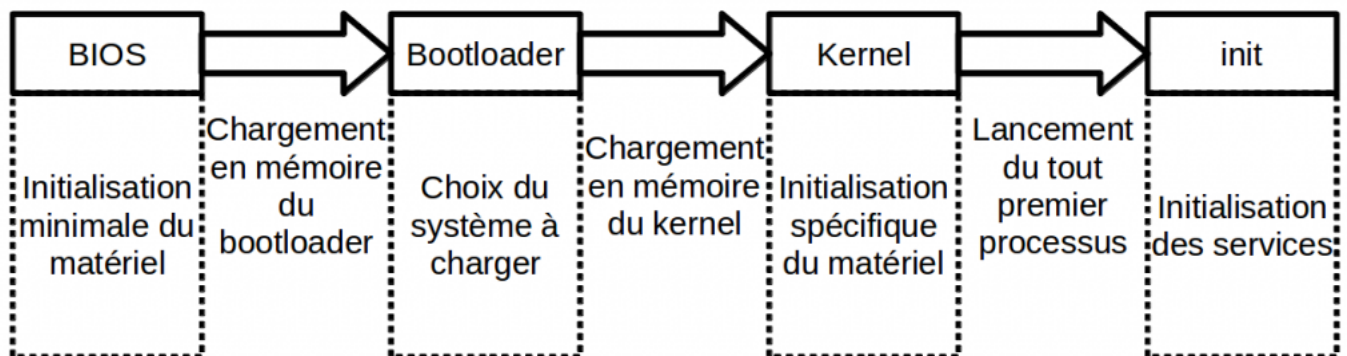 BIOS
Bootloader
Kernel
init
Initialisation
minimale du
matériel
Chargement
en mémoire
du
bootloader
Choix du
système à
charger
Chargement
en mémoire
du kernel
Initialisation
spécifique
du matériel
Lancement
du tout
premier
processus
Initialisation
des services